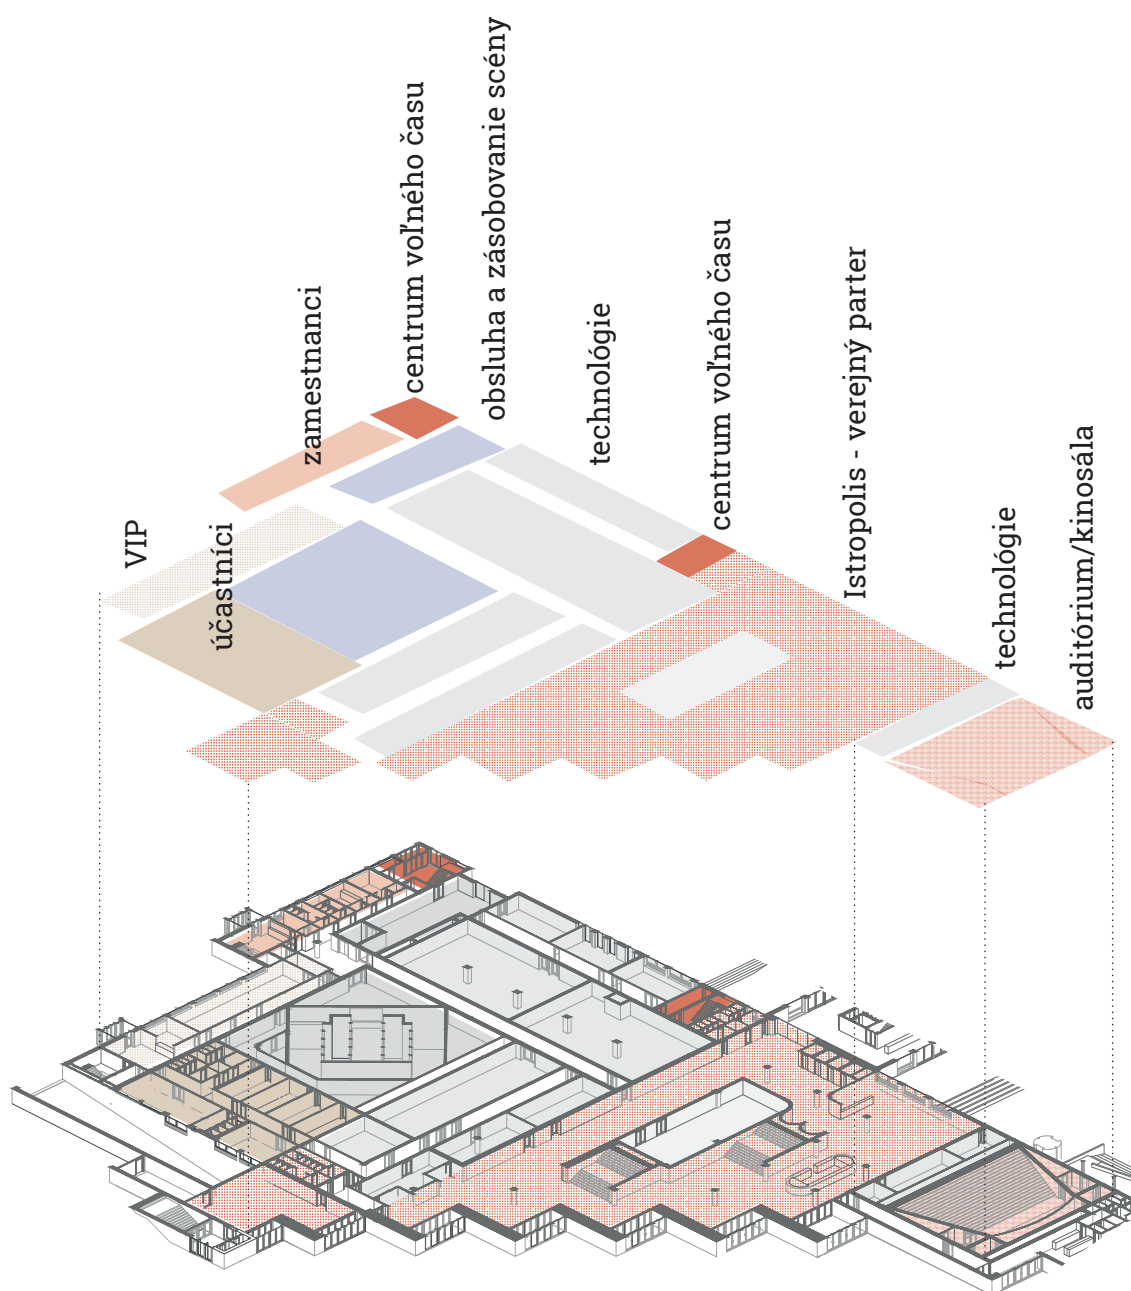 VIP
účastníci
zamestnanci
centrum voľného času
obsluha a zásobovanie scény
technológie
centrum voľného času
Istropolis - verejný parter
technológie
auditórium/kinosála